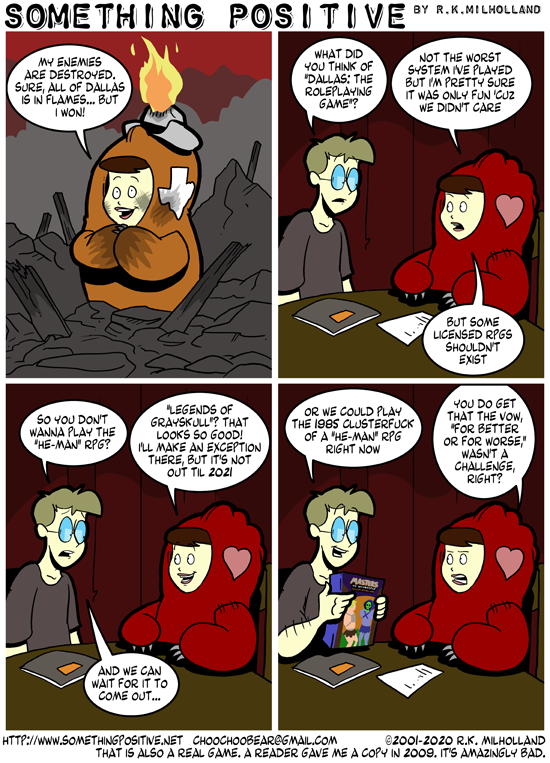 SOMETHING POSITIVE BY R.K.MILHOLLAND
MY ENEMIES
ARE DESTROYED.
SURE, ALL OF DALLAS
IS IN FLAMES... BUT
I WON!
WHAT DID
YOU THINK OF
"DALLAS: THE
ROLEPLAYING
GAME"?
NOT THE WORST
SYSTEM I'VE PLAYED
BUT I'M PRETTY SURE
IT WAS ONLY FUN 'CUZ
WE DIDN'T CARE
BUT SOME
LICENSED RPGS
SHOULDN'T
EXIST
SO YOU DON'T
WANNA PLAY THE
"HE-MAN" RPG?
"LEGENDS OF
GRAYSKULL"? THAT
LOOKS SO GOOD!
I'LL MAKE AN EXCEPTION
THERE, BUT IT'S NOT
OUT TIL 2021
AND WE CAN
WAIT FOR IT TO
COME OUT...
OR WE COULD PLAY
THE 1985 CLUSTERFUCK
OF A "HE-MAN" RPG
RIGHT NOW
YOU DO GET
THAT THE VOW,
"FOR BETTER
OR FOR WORSE,"
WASN'T A
CHALLENGE,
RIGHT?
MASTERS
HTTP://WWW.SOMETHINGPOSITIVE.NET CHOOCHOOBEAR@GMAIL.COM ©2001-2020 R.K. MILHOLLAND
THAT IS ALSO A REAL GAME. A READER GAVE ME A COPY IN 2009. IT'S AMAZINGLY BAD.